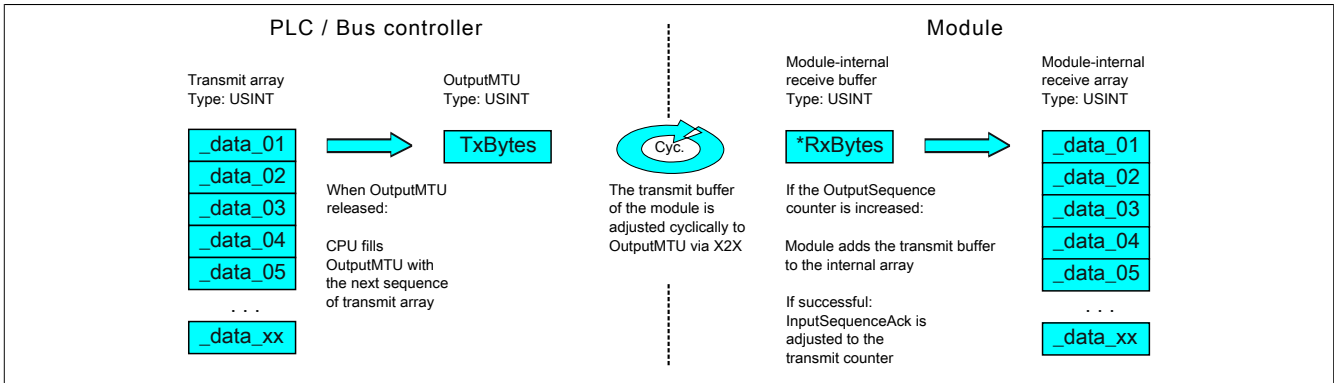 PLC / Bus controller
Module
Transmit array
Type: USINT
OutputMTU
Type: USINT
Module-internal
receive buffer
Type: USINT
Module-internal
receive array
Type: USINT
_data_01
_data_02
_data_03
_data_04
_data_05
. . .
_data_xx
TxBytes
When OutputMTU
released:
CPU fills
OutputMTU with
the next sequence
of transmit array
Cyc.
The transmit buffer
of the module is
adjusted cyclically to
OutputMTU via X2X
*RxBytes
If the OutputSequence
counter is increased:
Module adds the transmit buffer
to the internal array
If successful:
InputSequenceAck is
adjusted to the
transmit counter
_data_01
_data_02
_data_03
_data_04
_data_05
. . .
_data_xx